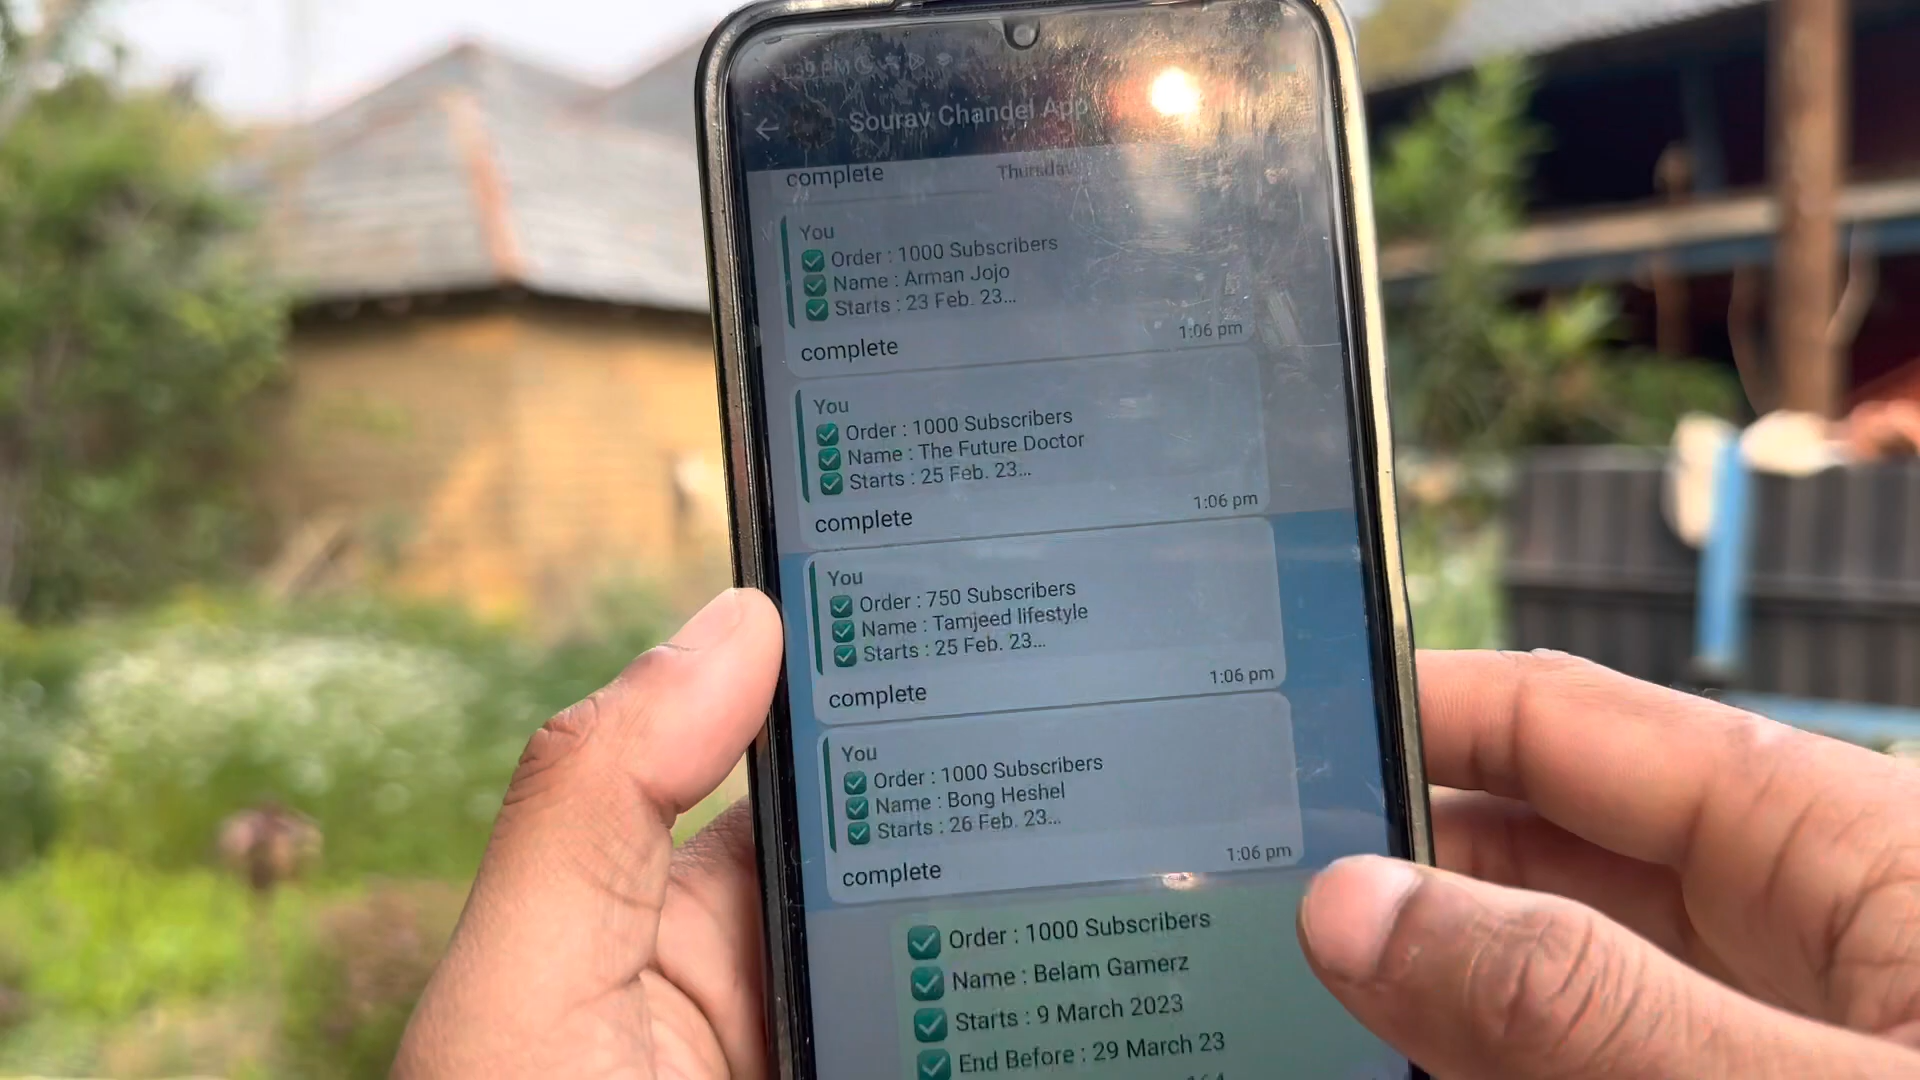 Sourav Chandel App
complete
Thursday
You
Order : 1000 Subscribers
Name : Arman Jojo
Starts : 23 Feb. 23...
1:06 pm
complete
You
Order : 1000 Subscribers
Name : The Future Doctor
Starts : 25 Feb. 23...
1:06 pm
complete
You
Order : 750 Subscribers
Name : Tamjeed lifestyle
Starts : 25 Feb. 23...
1:06 pm
complete
You
Order : 1000 Subscribers
Name : Bong Heshel
Starts : 26 Feb. 23...
1:06 pm
complete
Order : 1000 Subscribers
Name : Belam Gamerz
Starts : 9 March 2023
End Before : 29 March 23